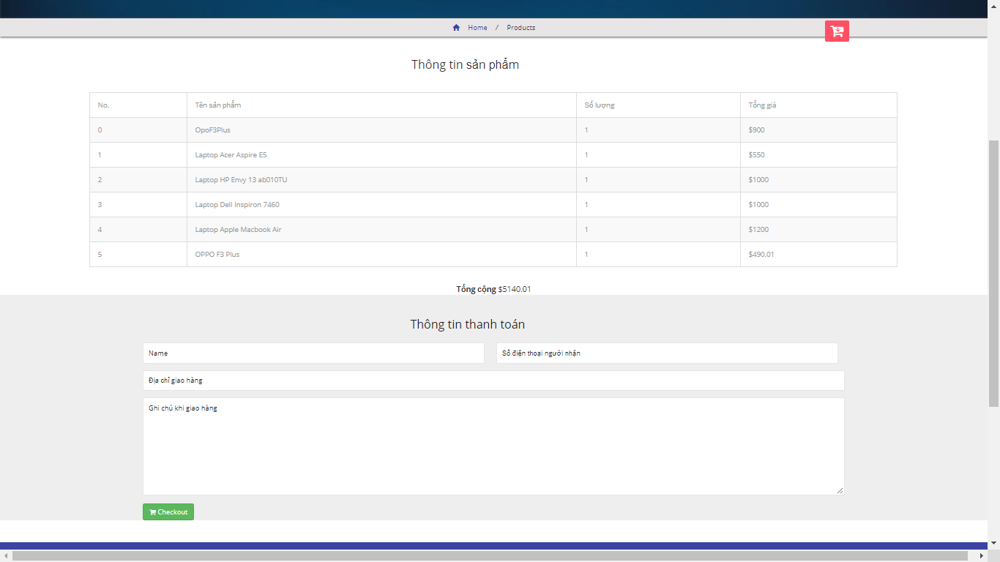 Home / Products
Thông tin sản phẩm
No. Tên sản phẩm Số lượng Tổng giá
0 OpoF3Plus 1 $900
1 Laptop Acer Aspire E5 1 $550
2 Laptop HP Envy 13 ab010TU 1 $1000
3 Laptop Dell Inspiron 7460 1 $1000
4 Laptop Apple Macbook Air 1 $1200
5 OPPO F3 Plus 1 $490.01
Tổng cộng $5140.01
Thông tin thanh toán
Name Số điện thoại người nhận
Địa chỉ giao hàng
Ghi chú khi giao hàng
Checkout